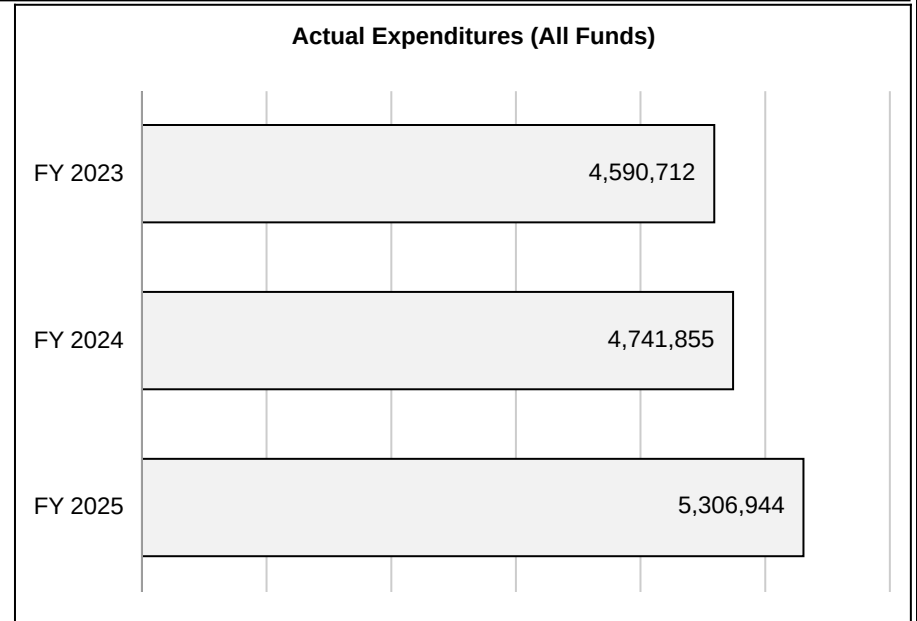 Actual Expenditures (All Funds)
FY 2023
4,590,712
FY 2024
4,741,855
FY 2025
5,306,944